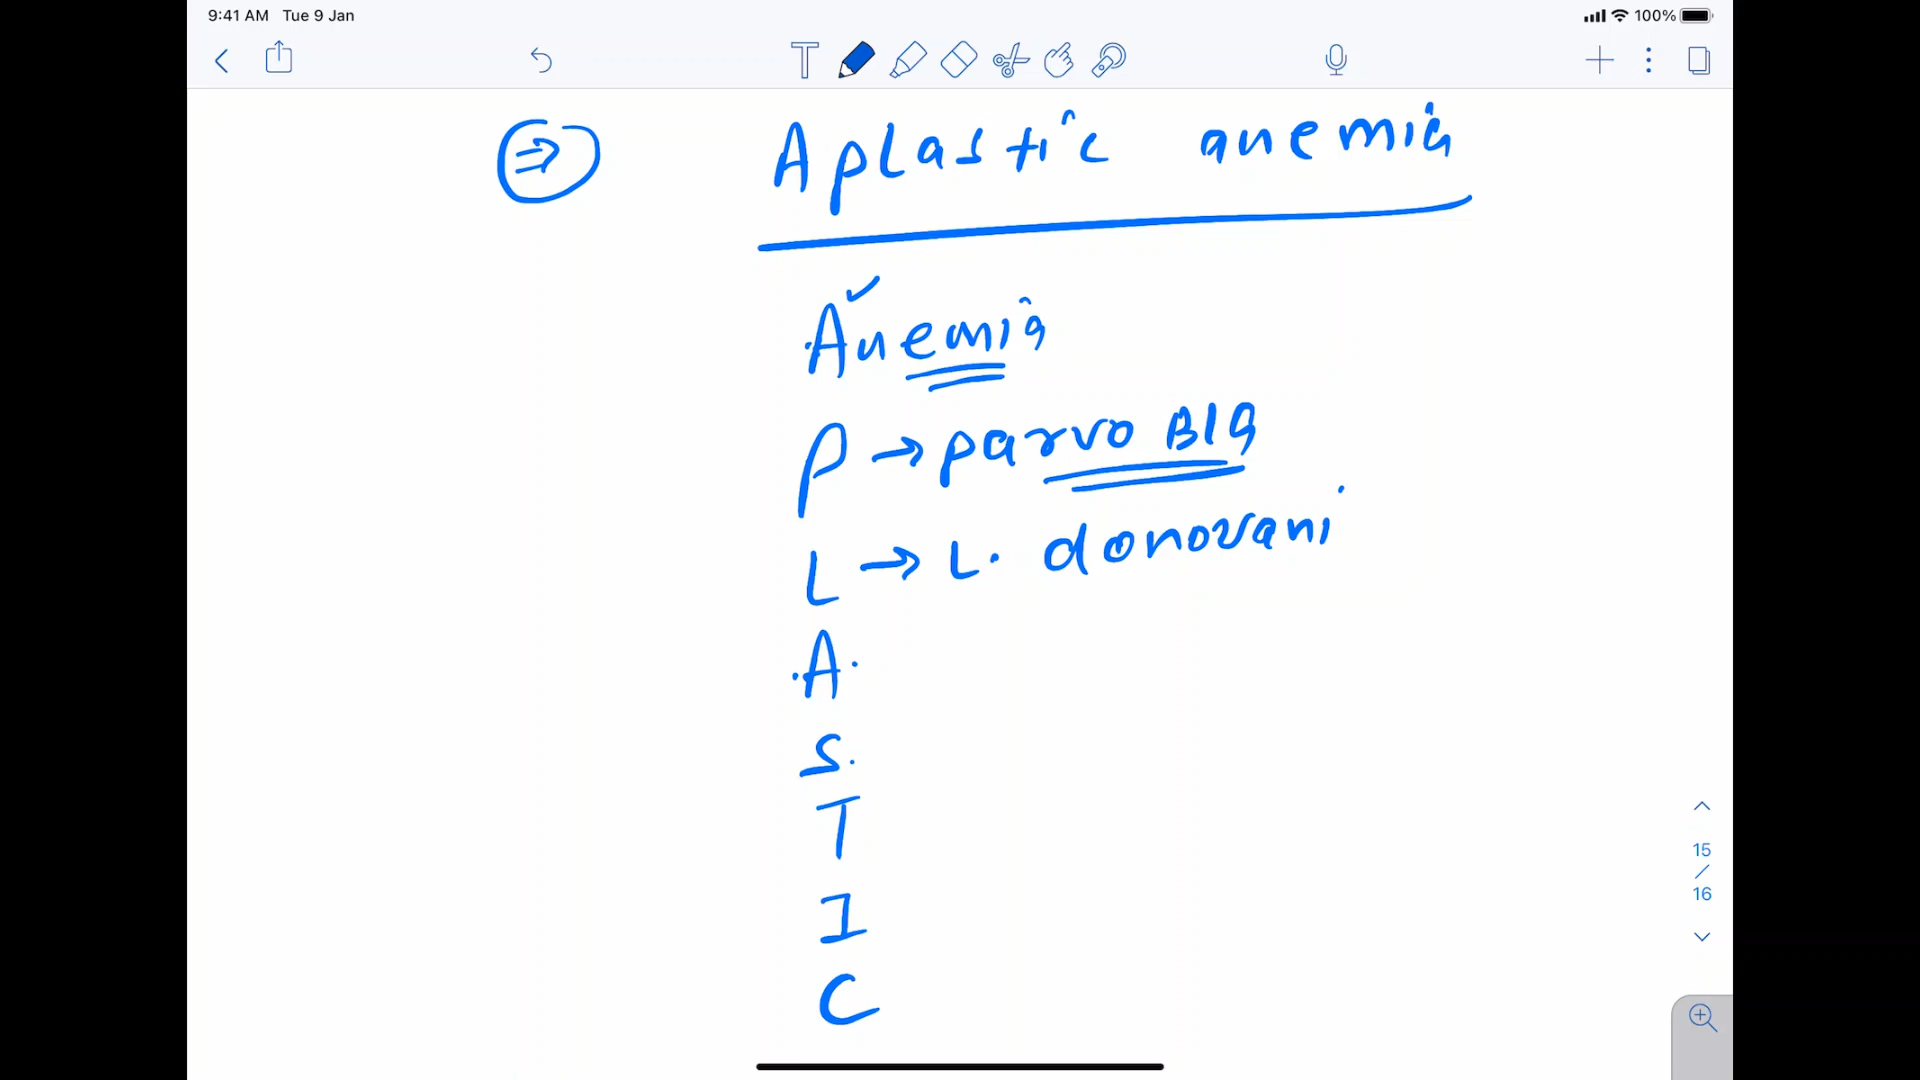 9:41 AM Tue 9 Jan 100%
T
⇒ Aplastic anemia
Anemia
P → parvo B19
L → L. donovani
.A.
S.
T
I
C
15
/
16